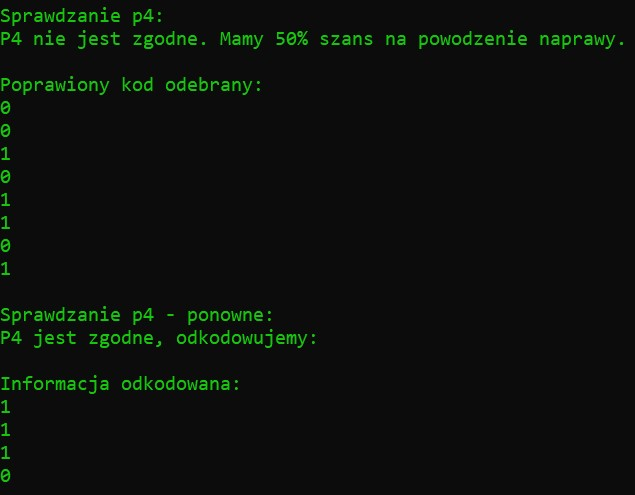 Sprawdzanie p4:
P4 nie jest zgodne. Mamy 50% szans na powodzenie naprawy.
Poprawiony kod odebrany:
0
0
1
0
1
1
0
1
Sprawdzanie p4 - ponowne:
P4 jest zgodne, odkodowujemy:
Informacja odkodowana:
1
1
1
0